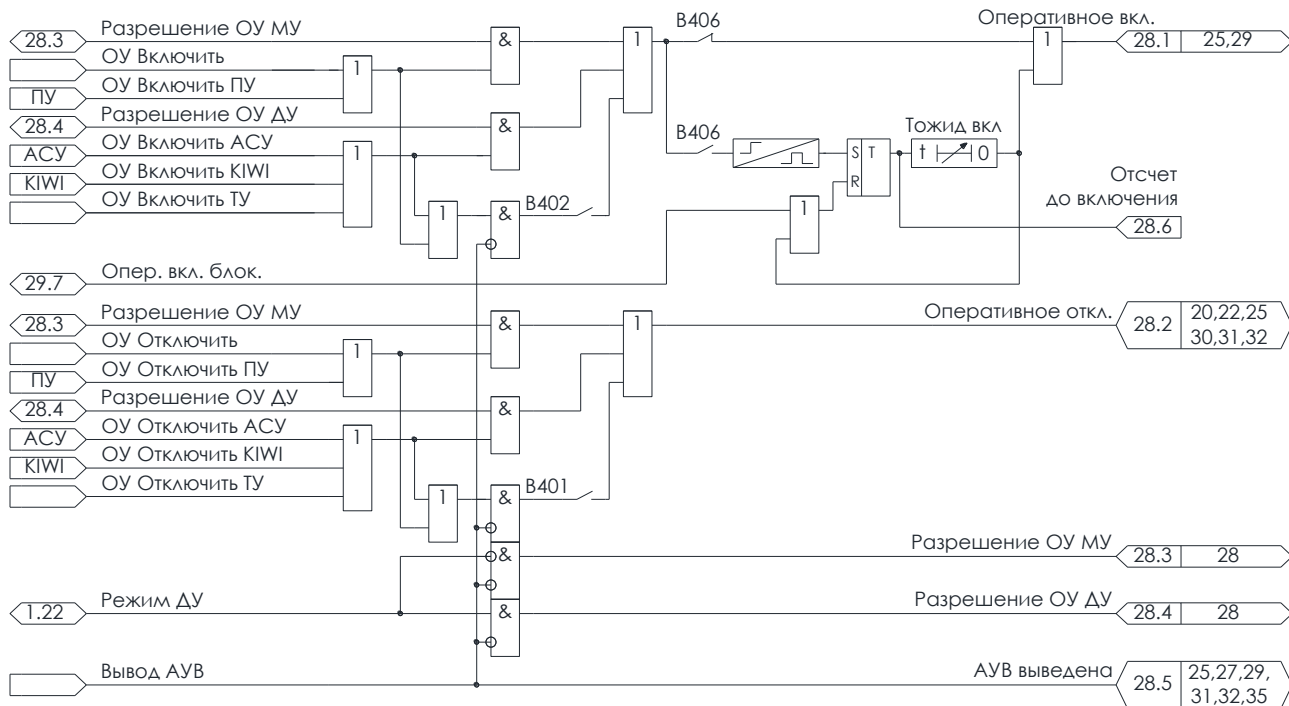 Разрешение ОУ МУ
28.3
ОУ Включить
ОУ Включить ПУ
ПУ
Разрешение ОУ ДУ
28.4
ОУ Включить АСУ
АСУ
ОУ Включить KIWI
KIWI
ОУ Включить ТУ
1
1
1
&
&
&
B402
1
B406
B406
S T
R
1
Тожид вкл
t 0
Оперативное вкл.
1
28.1 25,29
Отсчет
до включения
28.6
Опер. вкл. блок.
29.7
Разрешение ОУ МУ
28.3
ОУ Отключить
ОУ Отключить ПУ
ПУ
Разрешение ОУ ДУ
28.4
ОУ Отключить АСУ
АСУ
ОУ Отключить KIWI
KIWI
ОУ Отключить ТУ
1
1
1
&
&
&
B401
1
Оперативное откл.
28.2 20,22,25
30,31,32
&
Разрешение ОУ МУ
28.3 28
Режим ДУ
1.22
&
Разрешение ОУ ДУ
28.4 28
Вывод АУВ
АУВ выведена
28.5 25,27,29,
31,32,35